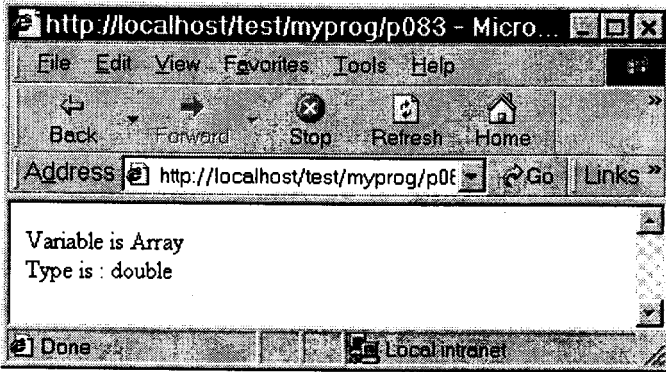 http://localhost/test/myprog/p083 - Micro...
File Edit View Favorites Tools Help
Back Forward Stop Refresh Home »
Address http://localhost/test/myprog/p08 Go Links »
Variable is Array
Type is : double
Done Local intranet